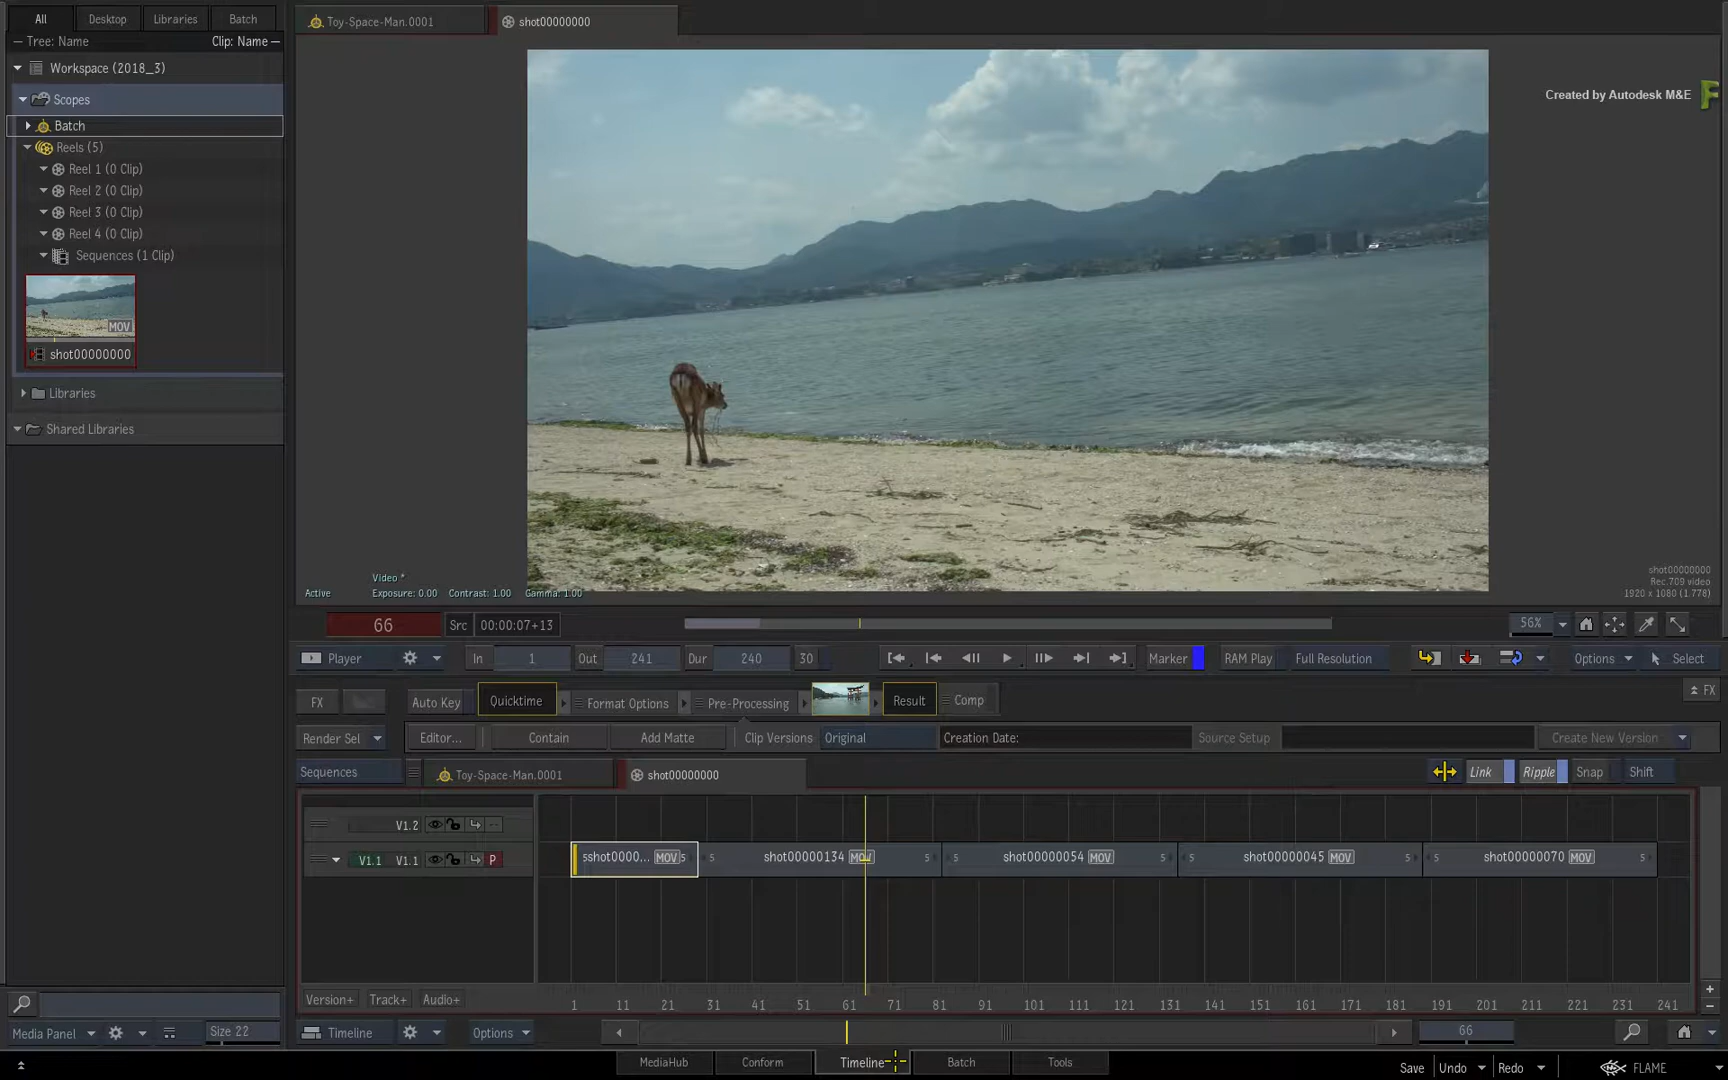 All Desktop Libraries Batch
Tree: Name Clip: Name
Workspace (2018_3)
Scopes
Batch
Reels (5)
Reel 1 (0 Clip)
Reel 2 (0 Clip)
Reel 3 (0 Clip)
Reel 4 (0 Clip)
Sequences (1 Clip)
MOV
shot00000000
Libraries
Shared Libraries
Toy-Space-Man.0001 shot00000000
Created by Autodesk M&E
Video *
Active Exposure: 0.00 Contrast: 1.00 Gamma: 1.00
shot00000000
Rec.709 video
1920 x 1080 (1.778)
66 Src 00:00:07+13 56%
Player In 1 Out 241 Dur 240 30 Marker RAM Play Full Resolution Options Select
FX Auto Key Quicktime Format Options Pre-Processing Result Comp FX
Render Sel Editor... Contain Add Matte Clip Versions Original Creation Date: Source Setup Create New Version
Sequences Toy-Space-Man.0001 shot00000000 Link Ripple Snap Shift
V1.2
V1.1 V1.1 P sshot0000... MOV s s shot00000134 MOV s s shot00000054 MOV s s shot00000045 MOV s s shot00000070 MOV s
Version+ Track+ Audio+ 1 11 21 31 41 51 61 71 81 91 101 111 121 131 141 151 161 171 181 191 201 211 221 231 241
Media Panel Size 22 Timeline Options 66
MediaHub Conform Timeline Batch Tools Save Undo Redo FLAME